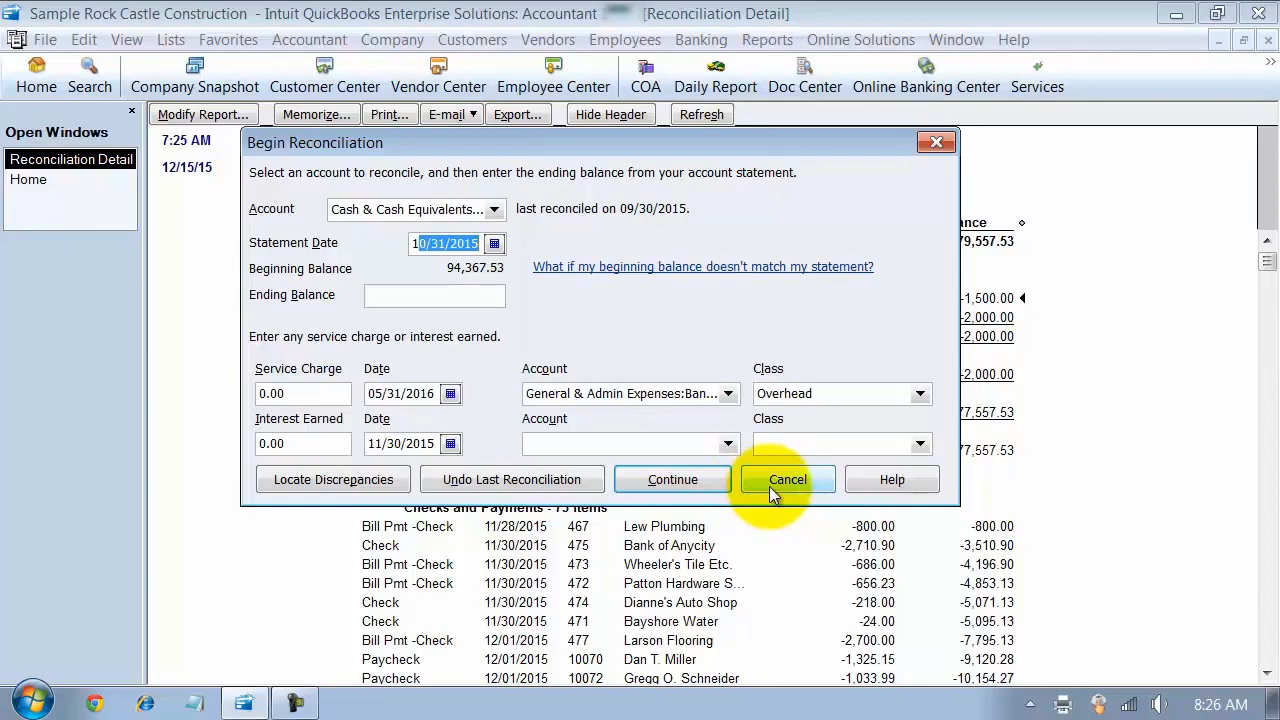 Sample Rock Castle Construction - Intuit QuickBooks Enterprise Solutions: Accountant [Reconciliation Detail]
File Edit View Lists Favorites Accountant Company Customers Vendors Employees Banking Reports Online Solutions Window Help
Home Search Company Snapshot Customer Center Vendor Center Employee Center COA Daily Report Doc Center Online Banking Center Services
Modify Report... Memorize... Print... E-mail Export... Hide Header Refresh
Open Windows
Reconciliation Detail
Home
7:25 AM
12/15/15
Begin Reconciliation
Select an account to reconcile, and then enter the ending balance from your account statement.
Account Cash & Cash Equivalents... last reconciled on 09/30/2015.
Statement Date 10/31/2015
Beginning Balance 94,367.53 What if my beginning balance doesn't match my statement?
Ending Balance
Enter any service charge or interest earned.
Service Charge Date Account Class
0.00 05/31/2016 General & Admin Expenses:Ban... Overhead
Interest Earned Date Account Class
0.00 11/30/2015
Locate Discrepancies Undo Last Reconciliation Continue Cancel Help
79,557.53
-1,500.00
-2,000.00
-2,000.00
-2,000.00
77,557.53
77,557.53
Bill Pmt -Check 11/28/2015 467 Lew Plumbing -800.00 -800.00
Check 11/30/2015 475 Bank of Anycity -2,710.90 -3,510.90
Bill Pmt -Check 11/30/2015 473 Wheeler's Tile Etc. -686.00 -4,196.90
Bill Pmt -Check 11/30/2015 472 Patton Hardware S... -656.23 -4,853.13
Check 11/30/2015 474 Dianne's Auto Shop -218.00 -5,071.13
Check 11/30/2015 471 Bayshore Water -24.00 -5,095.13
Bill Pmt -Check 12/01/2015 477 Larson Flooring -2,700.00 -7,795.13
Paycheck 12/01/2015 10070 Dan T. Miller -1,325.15 -9,120.28
Paycheck 12/01/2015 10072 Gregg O. Schneider -1,033.99 -10,154.27
8:26 AM